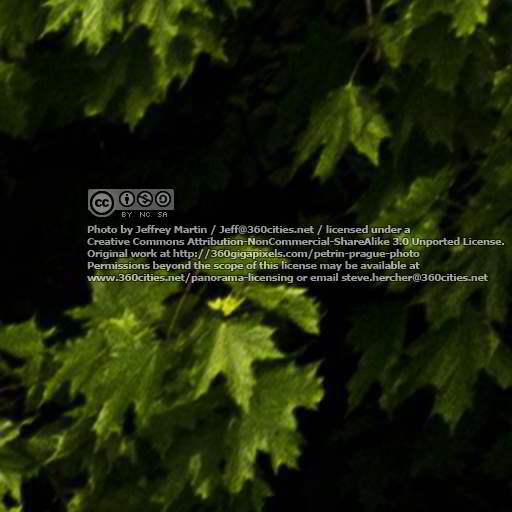 cc
BY NC SA
Photo by Jeffrey Martin / Jeff@360cities.net / licensed under a
Creative Commons Attribution-NonCommercial-ShareAlike 3.0 Unported License.
Original work at http://360gigapixels.com/petrin-prague-photo
Permissions beyond the scope of this license may be available at
www.360cities.net/panorama-licensing or email steve.hercher@360cities.net